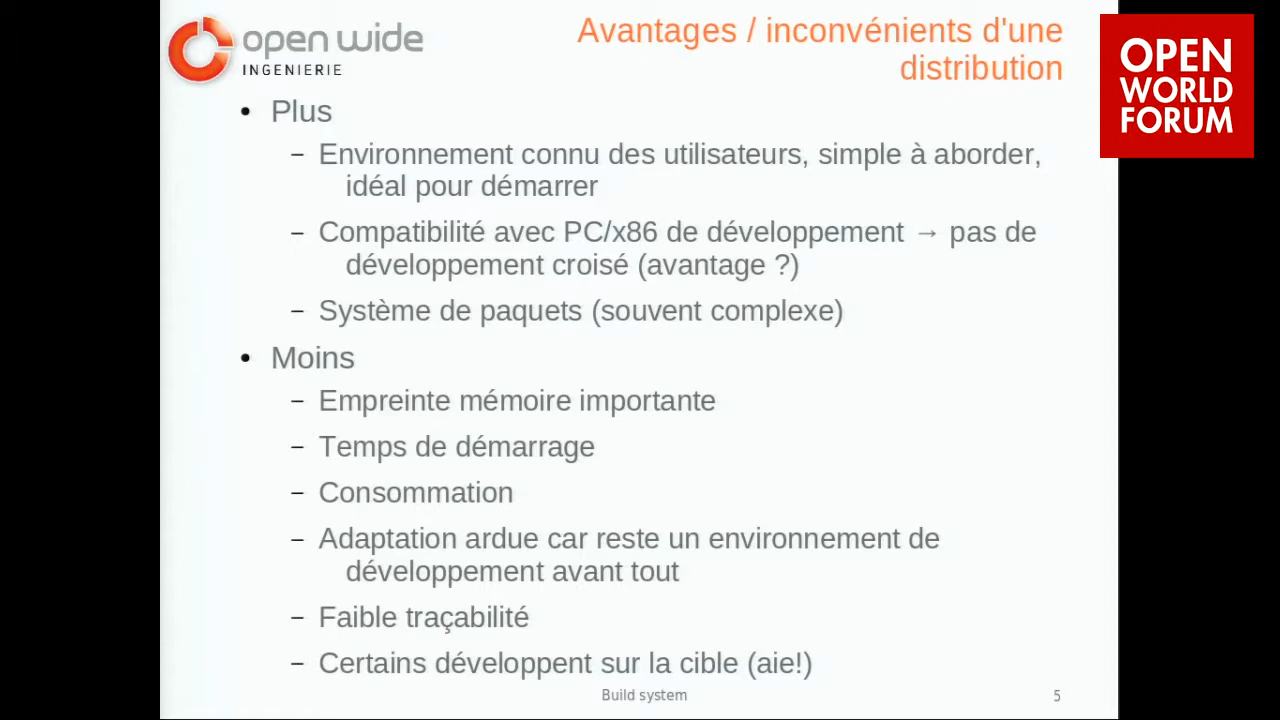 open wide
INGENIERIE
Avantages / inconvénients d'une
distribution
OPEN
WORLD
FORUM
• Plus
– Environnement connu des utilisateurs, simple à aborder,
idéal pour démarrer
– Compatibilité avec PC/x86 de développement → pas de
développement croisé (avantage ?)
– Système de paquets (souvent complexe)
• Moins
– Empreinte mémoire importante
– Temps de démarrage
– Consommation
– Adaptation ardue car reste un environnement de
développement avant tout
– Faible traçabilité
– Certains développent sur la cible (aie!)
Build system
5